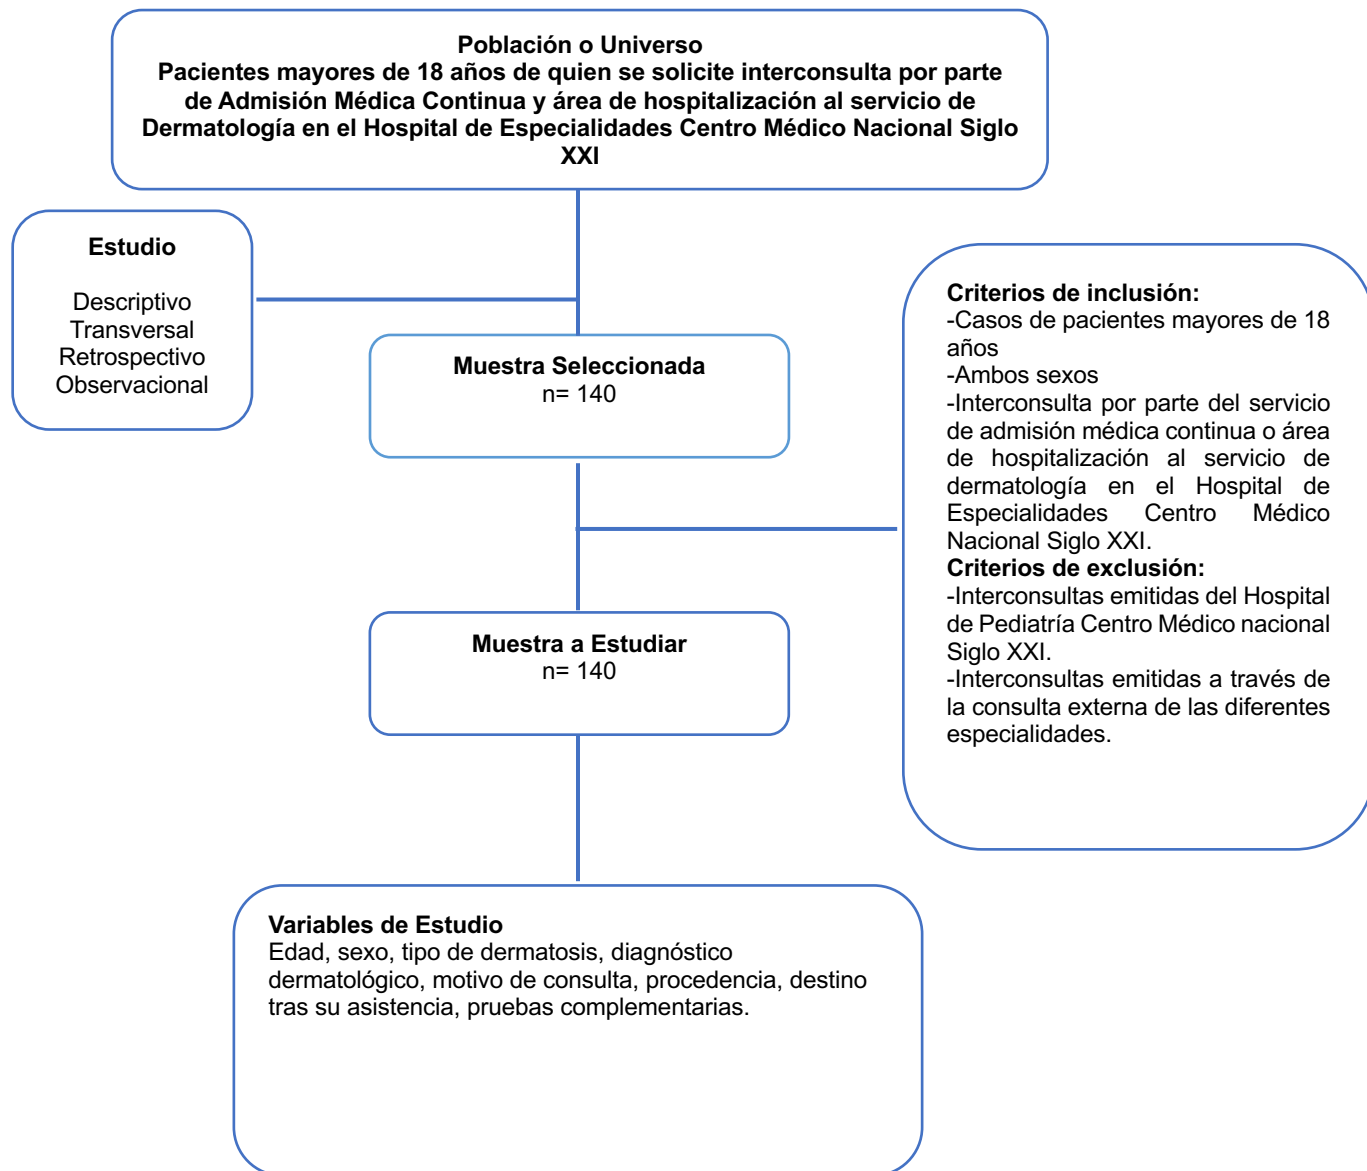 Población o Universo
Pacientes mayores de 18 años de quien se solicite interconsulta por parte
de Admisión Médica Continua y área de hospitalización al servicio de
Dermatología en el Hospital de Especialidades Centro Médico Nacional Siglo
XXI
Estudio
Descriptivo
Transversal
Retrospectivo
Observacional
Muestra Seleccionada
n= 140
Criterios de inclusión:
-Casos de pacientes mayores de 18
años
-Ambos sexos
-Interconsulta por parte del servicio
de admisión médica continua o área
de hospitalización al servicio de
dermatología en el Hospital de
Especialidades Centro Médico
Nacional Siglo XXI.
Criterios de exclusión:
-Interconsultas emitidas del Hospital
de Pediatría Centro Médico nacional
Siglo XXI.
-Interconsultas emitidas a través de
la consulta externa de las diferentes
especialidades.
Muestra a Estudiar
n= 140
Variables de Estudio
Edad, sexo, tipo de dermatosis, diagnóstico
dermatológico, motivo de consulta, procedencia, destino
tras su asistencia, pruebas complementarias.